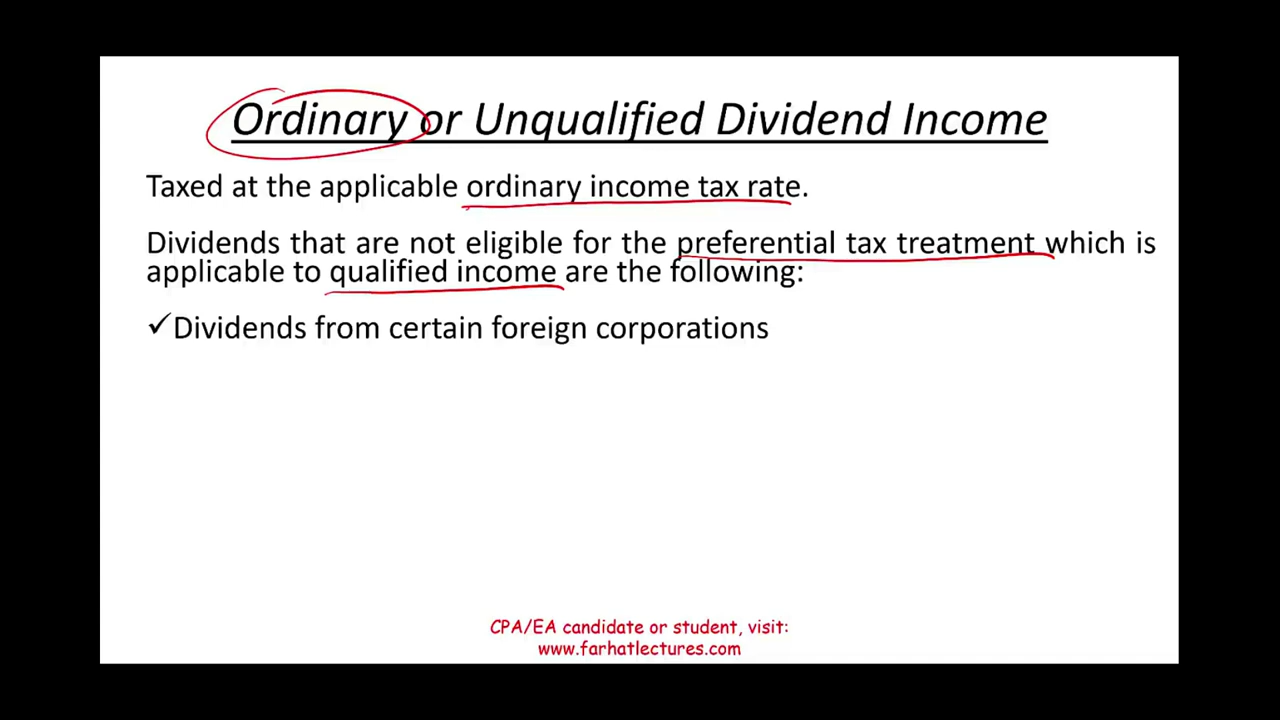 Ordinary or Unqualified Dividend Income
Taxed at the applicable ordinary income tax rate.
Dividends that are not eligible for the preferential tax treatment which is
applicable to qualified income are the following:
✓Dividends from certain foreign corporations
CPA/EA candidate or student, visit:
www.farhatlectures.com